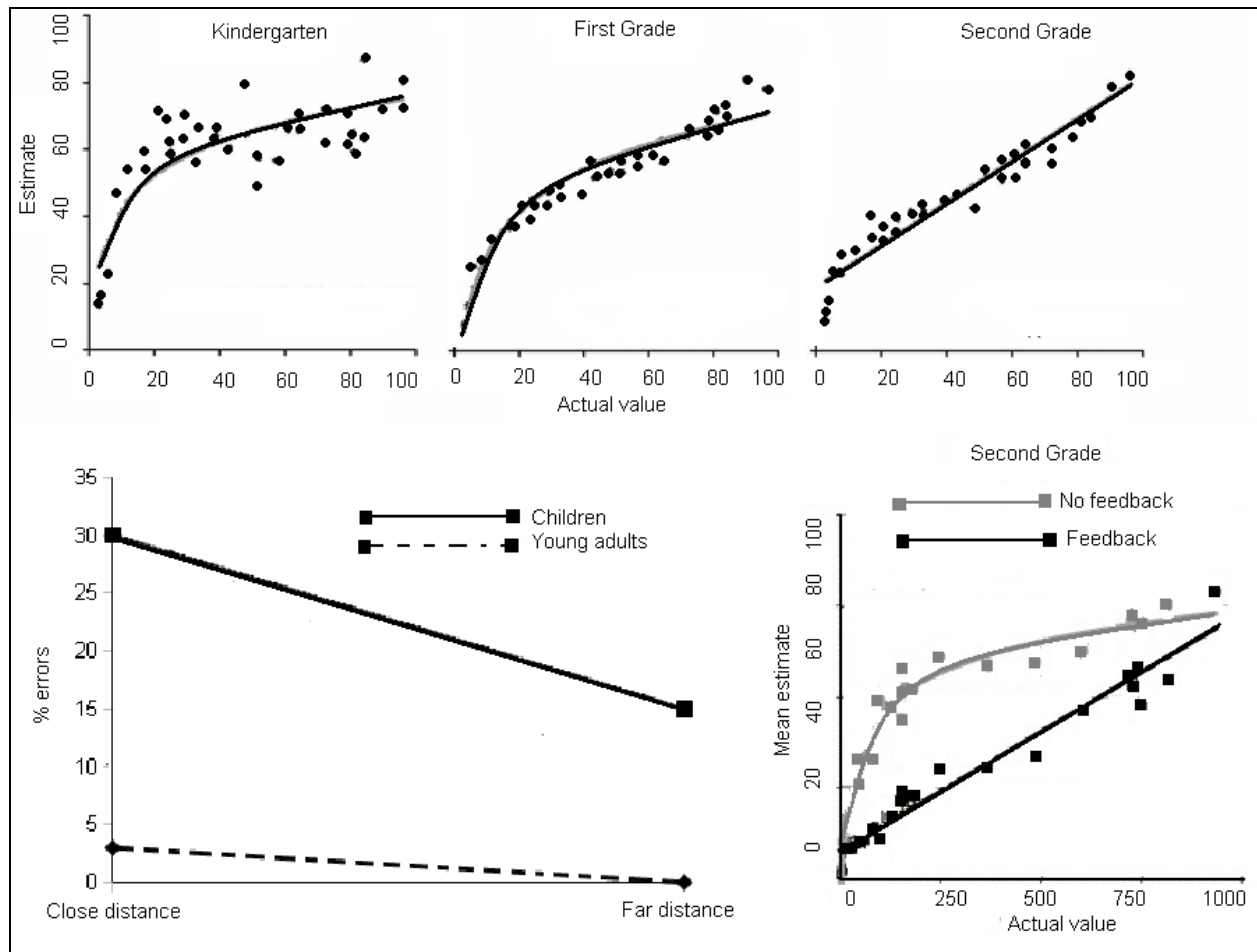 Kindergarten
First Grade
Second Grade
Estimate
100
80
60
40
20
0
0 20 40 60 80 100
0 20 40 60 80 100
0 20 40 60 80 100
Actual value
% errors
35
30
25
20
15
10
5
0
Close distance
Far distance
Children
Young adults
Second Grade
No feedback
Feedback
Mean estimate
100
80
60
40
20
0
0 250 500 750 1000
Actual value